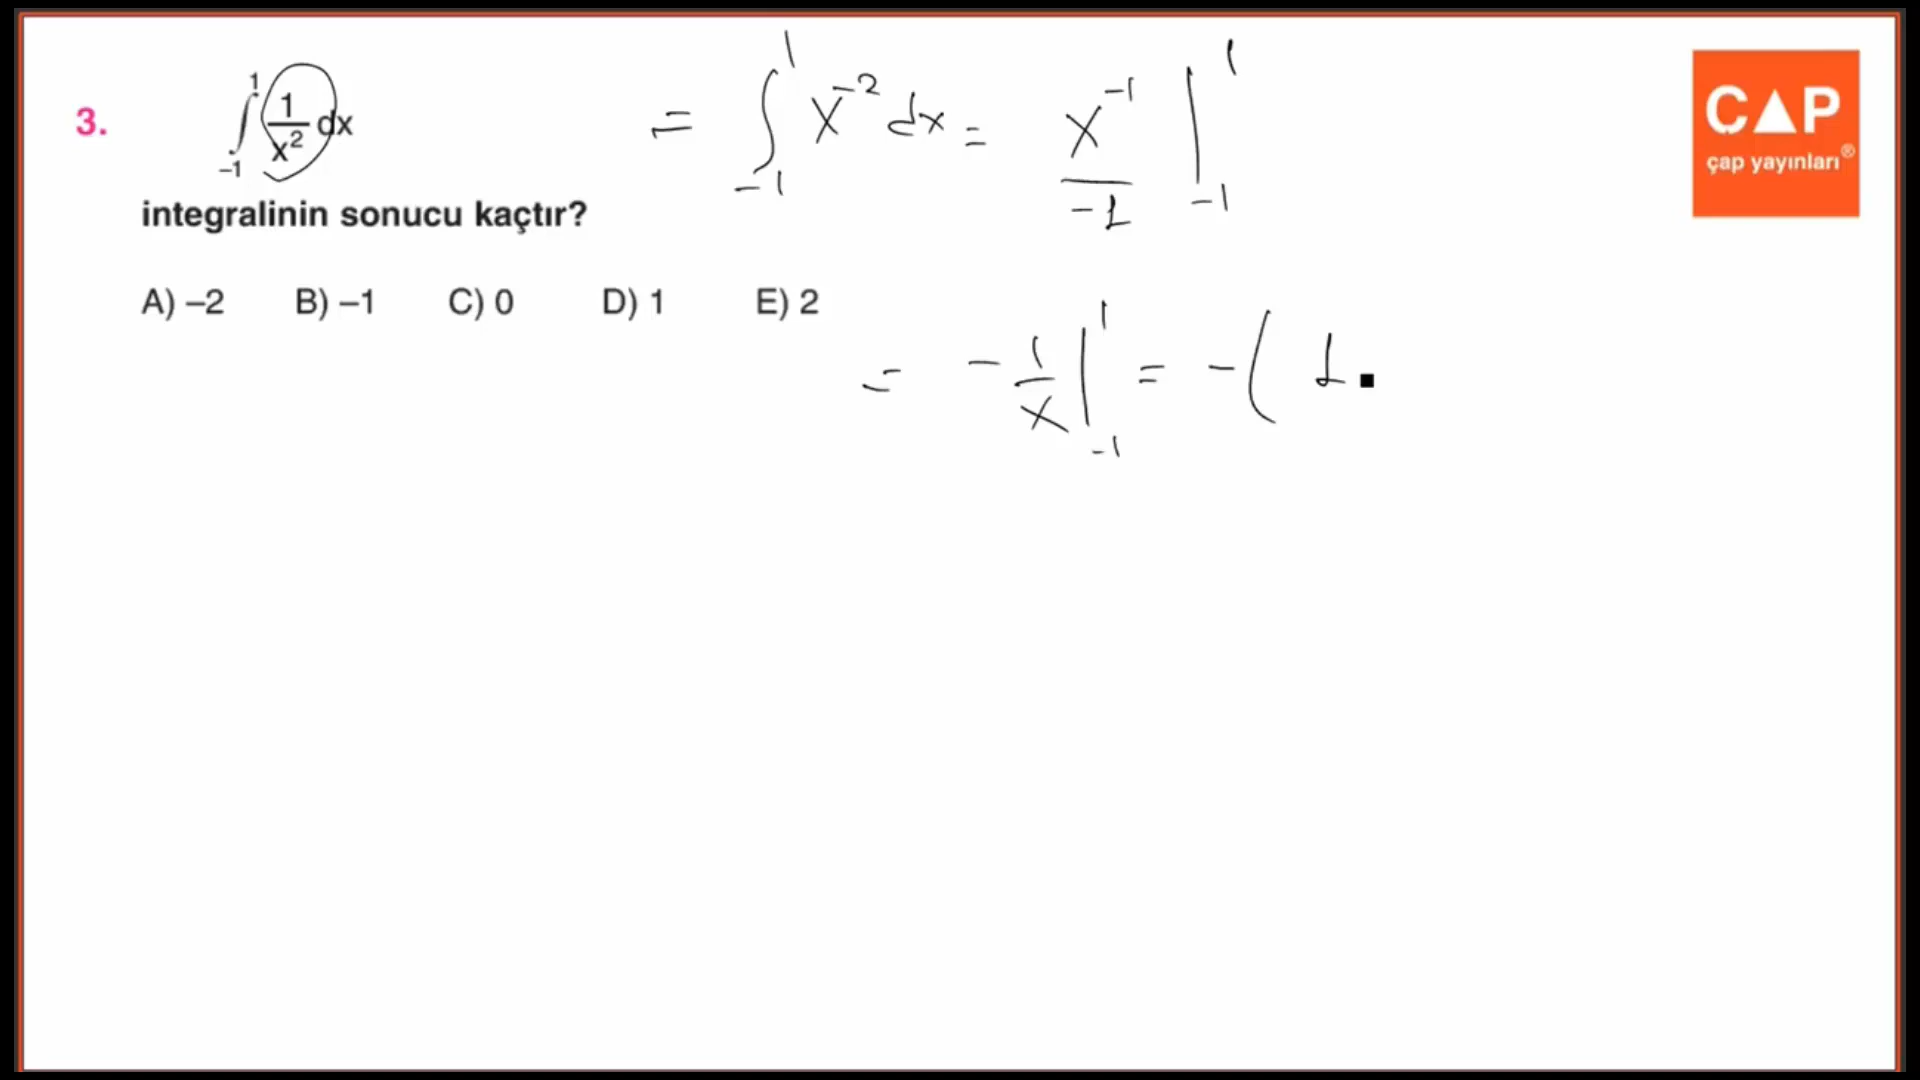 3. ∫₋₁¹ 1/x² dx = ∫₋₁¹ x⁻² dx = x⁻¹/-1 |₋₁¹
integralinin sonucu kaçtır?
A) –2 B) –1 C) 0 D) 1 E) 2
= - 1/x |₋₁¹ = -( 1
CAP
çap yayınları®